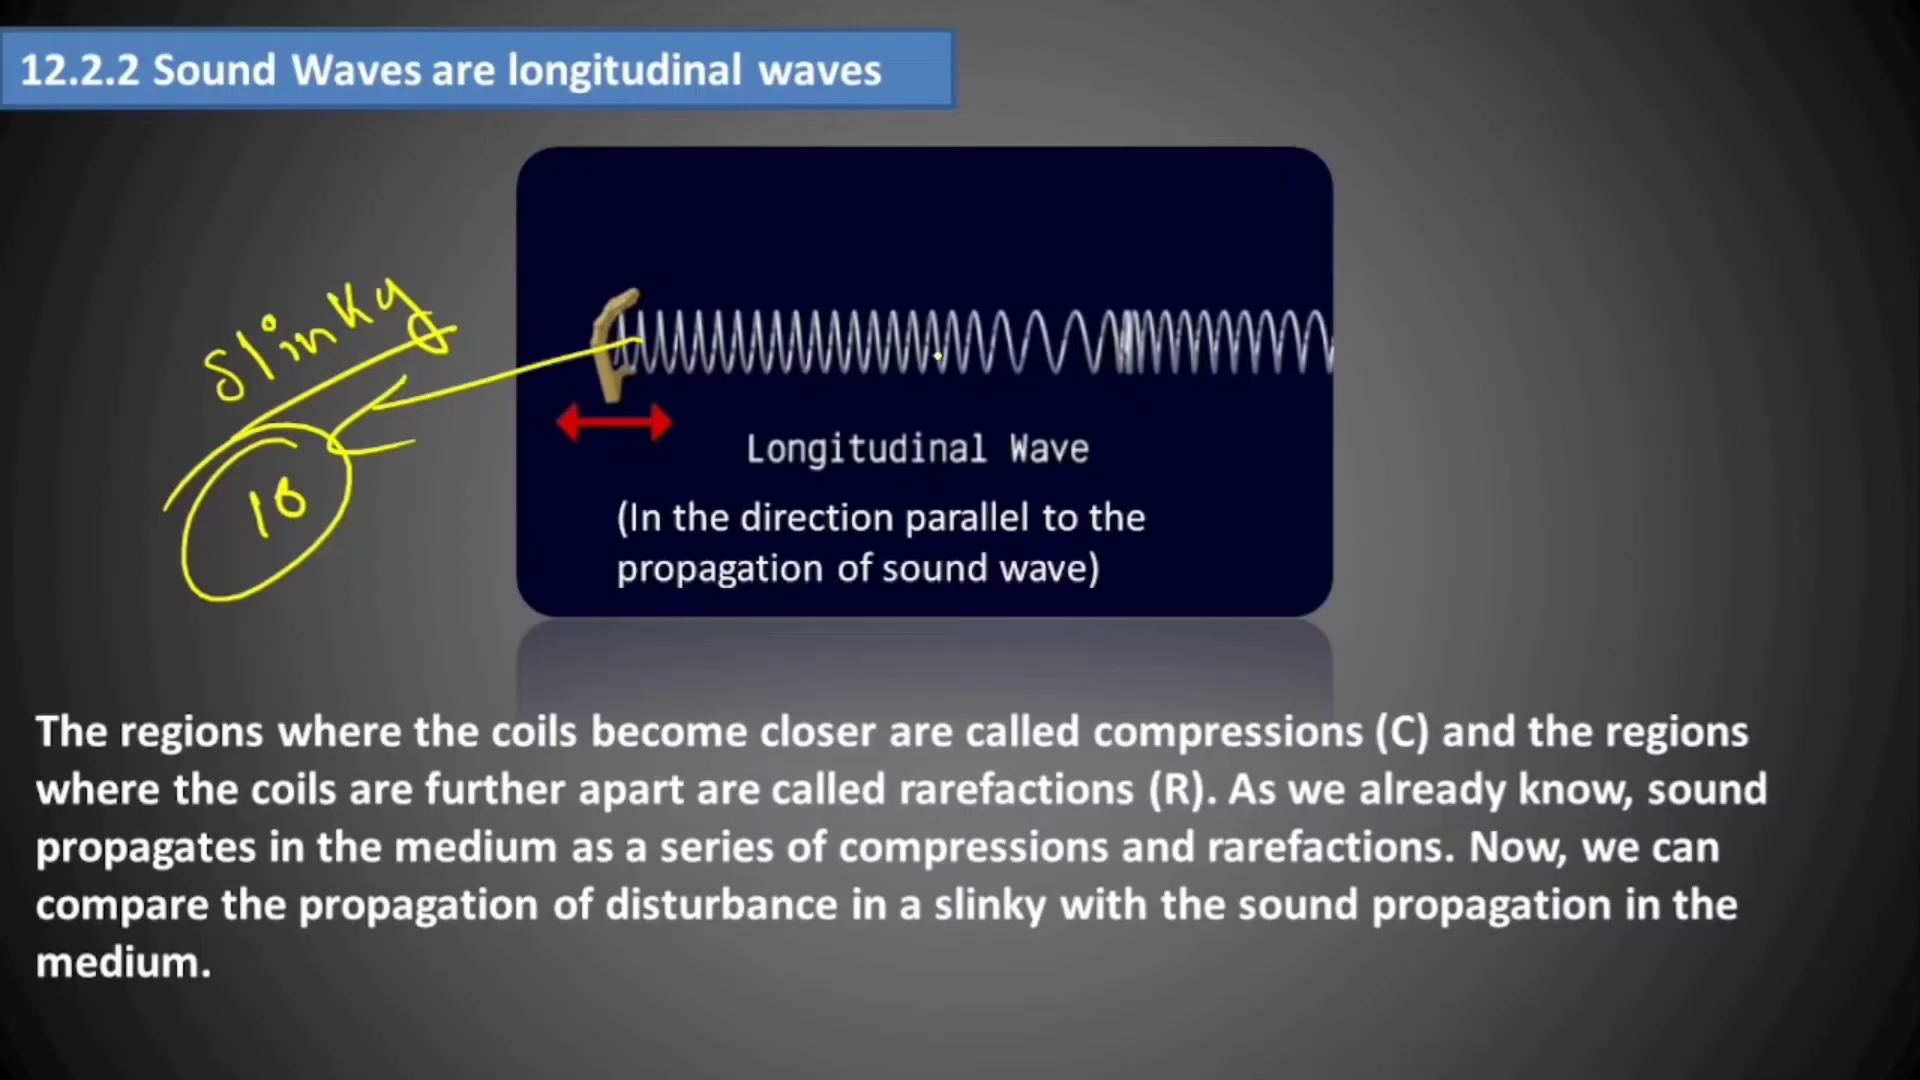 12.2.2 Sound Waves are longitudinal waves
Slinky
10
Longitudinal Wave
(In the direction parallel to the
propagation of sound wave)
The regions where the coils become closer are called compressions (C) and the regions
where the coils are further apart are called rarefactions (R). As we already know, sound
propagates in the medium as a series of compressions and rarefactions. Now, we can
compare the propagation of disturbance in a slinky with the sound propagation in the
medium.